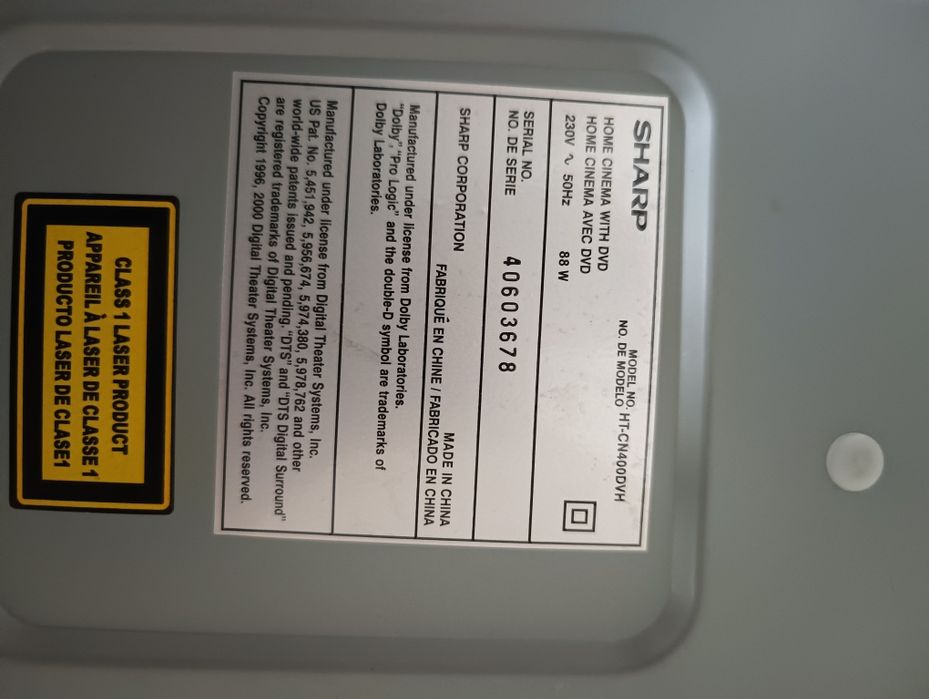 SHARP
MODEL NO.
NO. DE MODELO HT-CN400DVH
HOME CINEMA WITH DVD
HOME CINEMA AVEC DVD
230V ∿ 50Hz 88 W
SERIAL NO.
NO. DE SERIE 40603678
SHARP CORPORATION MADE IN CHINA
FABRIQUÉ EN CHINE / FABRICADO EN CHINA
Manufactured under license from Dolby Laboratories.
"Dolby", "Pro Logic" and the double-D symbol are trademarks of
Dolby Laboratories.
Manufactured under license from Digital Theater Systems, Inc.
US Pat. No. 5,451,942, 5,956,674, 5,974,380, 5,978,762 and other
world-wide patents issued and pending. "DTS" and "DTS Digital Surround"
are registered trademarks of Digital Theater Systems, Inc.
Copyright 1996, 2000 Digital Theater Systems, Inc. All rights reserved.
CLASS 1 LASER PRODUCT
APPAREIL À LASER DE CLASSE 1
PRODUCTO LASER DE CLASE1